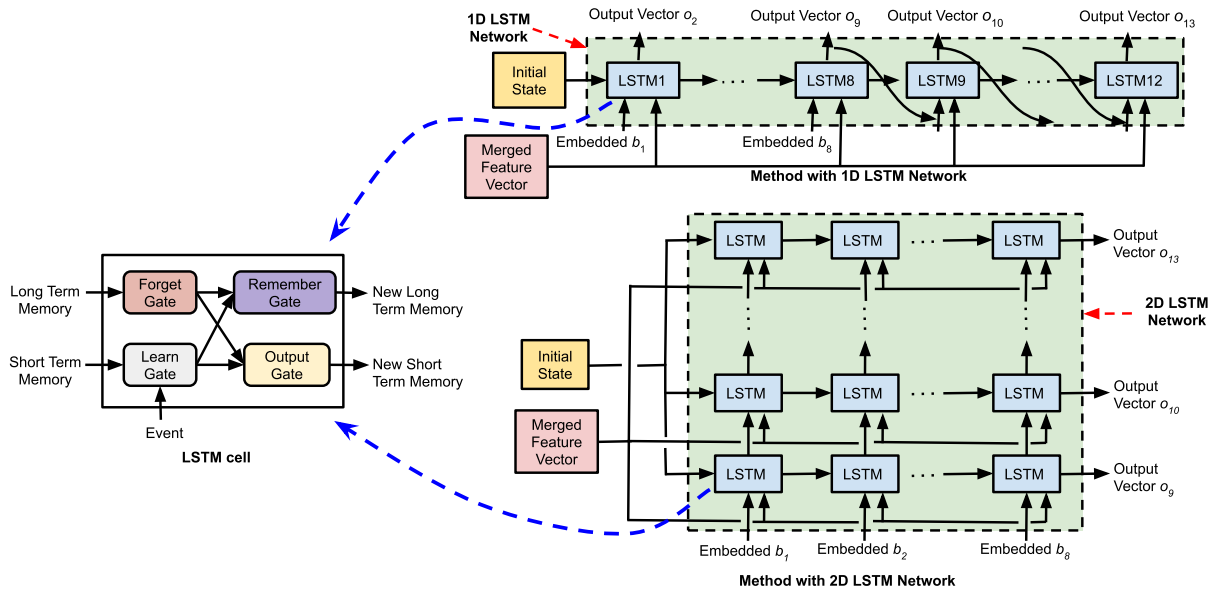 Output Vector o2
Output Vector o9
Output Vector o10
Output Vector o13
1D LSTM
Network
Initial
State
LSTM1
. . .
LSTM8
LSTM9
. . .
LSTM12
Embedded b1
Embedded b8
Merged
Feature
Vector
Method with 1D LSTM Network
LSTM
LSTM
. . .
LSTM
Output
Vector o13
Forget
Gate
Remember
Gate
Long Term
Memory
New Long
Term Memory
2D LSTM
Network
Learn
Gate
Output
Gate
Short Term
Memory
New Short
Term Memory
Event
LSTM cell
Initial
State
LSTM
LSTM
. . .
LSTM
Output
Vector o10
Merged
Feature
Vector
LSTM
LSTM
. . .
LSTM
Output
Vector o9
Embedded b1
Embedded b2
Embedded b8
Method with 2D LSTM Network